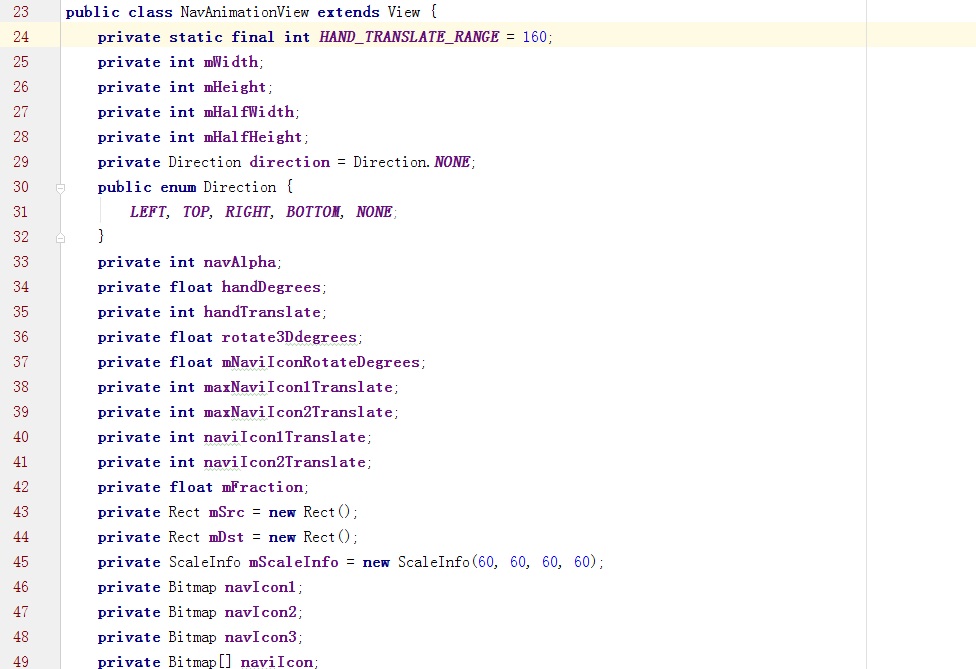 23 public class NavAnimationView extends View {
24 private static final int HAND_TRANSLATE_RANGE = 160;
25 private int mWidth;
26 private int mHeight;
27 private int mHalfWidth;
28 private int mHalfHeight;
29 private Direction direction = Direction.NONE;
30 public enum Direction {
31 LEFT, TOP, RIGHT, BOTTOM, NONE;
32 }
33 private int navAlpha;
34 private float handDegrees;
35 private int handTranslate;
36 private float rotate3Ddegrees;
37 private float mNaviIconRotateDegrees;
38 private int maxNaviIcon1Translate;
39 private int maxNaviIcon2Translate;
40 private int naviIcon1Translate;
41 private int naviIcon2Translate;
42 private float mFraction;
43 private Rect mSrc = new Rect();
44 private Rect mDst = new Rect();
45 private ScaleInfo mScaleInfo = new ScaleInfo(60, 60, 60, 60);
46 private Bitmap navIcon1;
47 private Bitmap navIcon2;
48 private Bitmap navIcon3;
49 private Bitmap[] naviIcon;